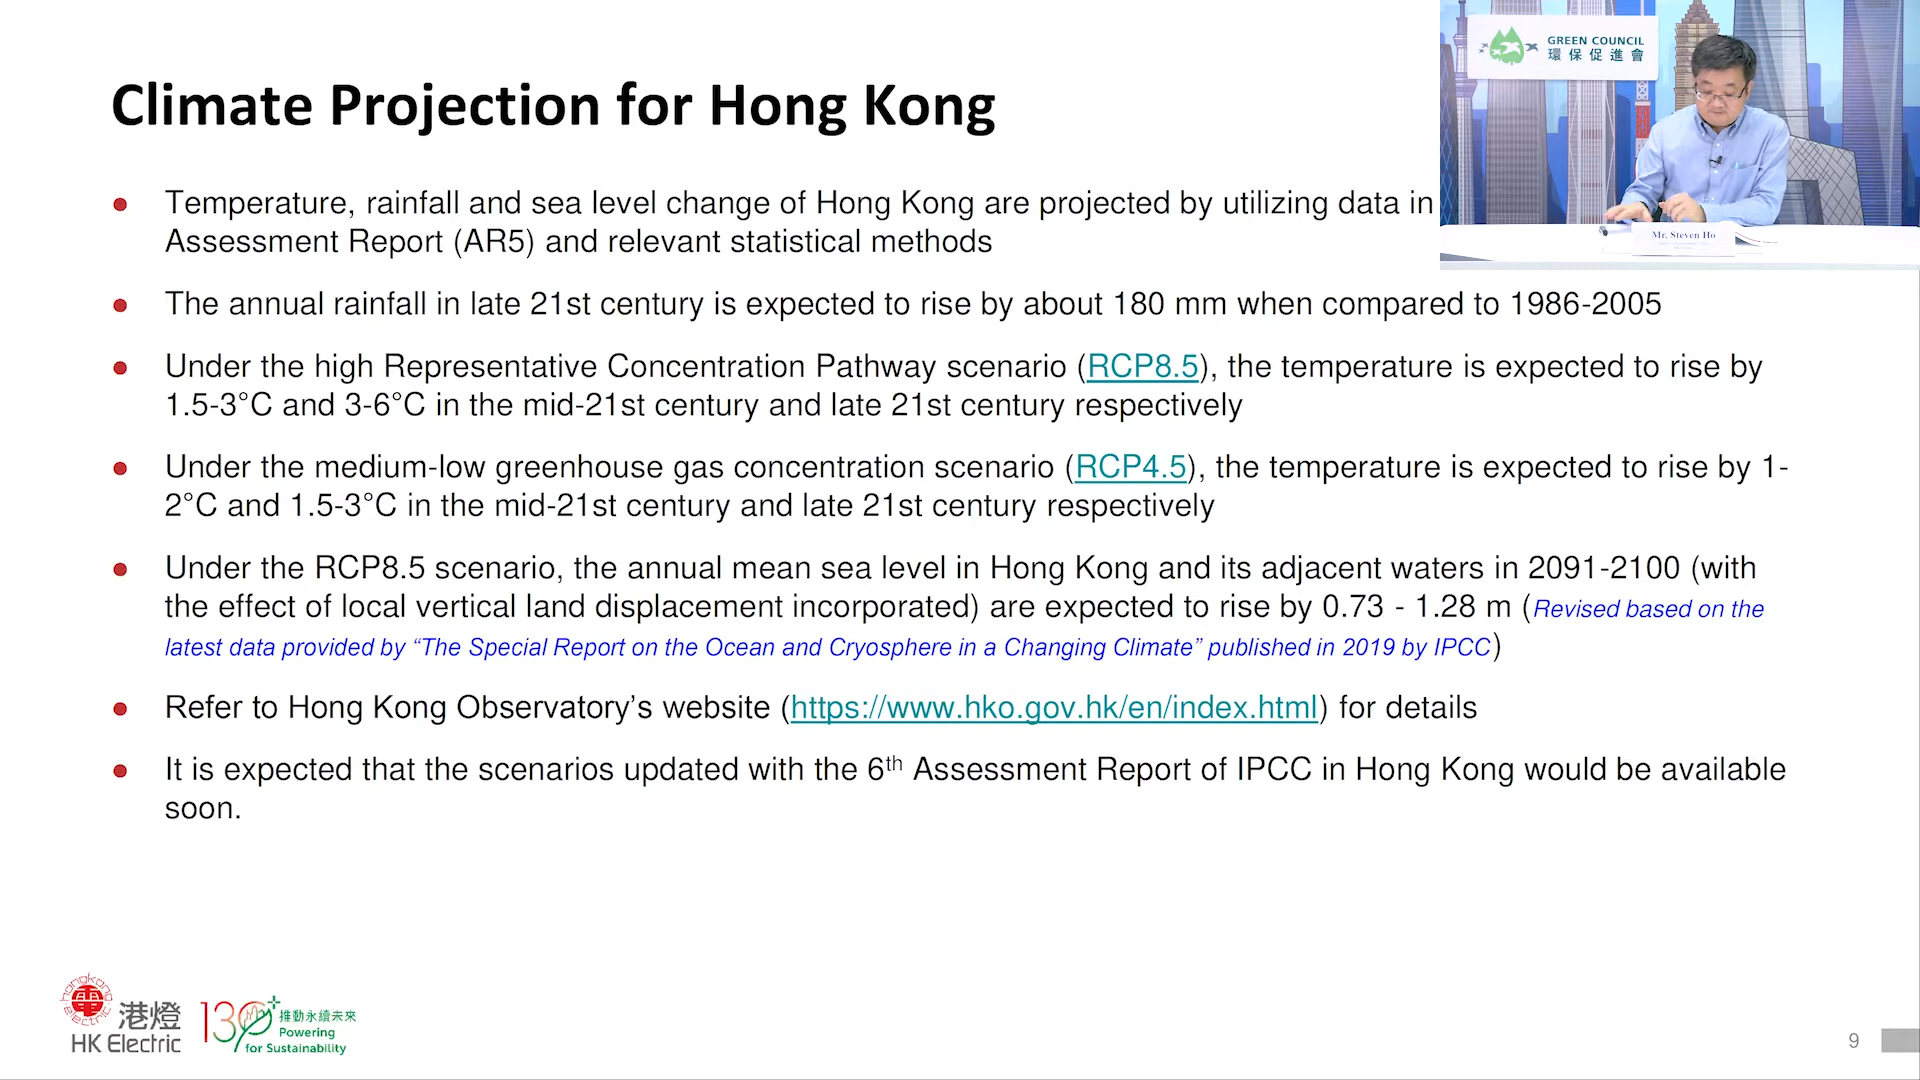 Climate Projection for Hong Kong
GREEN COUNCIL
環保促進會
Mr. Steven Ho
● Temperature, rainfall and sea level change of Hong Kong are projected by utilizing data in
Assessment Report (AR5) and relevant statistical methods
● The annual rainfall in late 21st century is expected to rise by about 180 mm when compared to 1986-2005
● Under the high Representative Concentration Pathway scenario (RCP8.5), the temperature is expected to rise by
1.5-3°C and 3-6°C in the mid-21st century and late 21st century respectively
● Under the medium-low greenhouse gas concentration scenario (RCP4.5), the temperature is expected to rise by 1-
2°C and 1.5-3°C in the mid-21st century and late 21st century respectively
● Under the RCP8.5 scenario, the annual mean sea level in Hong Kong and its adjacent waters in 2091-2100 (with
the effect of local vertical land displacement incorporated) are expected to rise by 0.73 - 1.28 m (Revised based on the
latest data provided by “The Special Report on the Ocean and Cryosphere in a Changing Climate” published in 2019 by IPCC)
● Refer to Hong Kong Observatory’s website (https://www.hko.gov.hk/en/index.html) for details
● It is expected that the scenarios updated with the 6th Assessment Report of IPCC in Hong Kong would be available
soon.
hongkong
電
electric
港燈
HK Electric
130
推動永續未來
Powering
for Sustainability
9